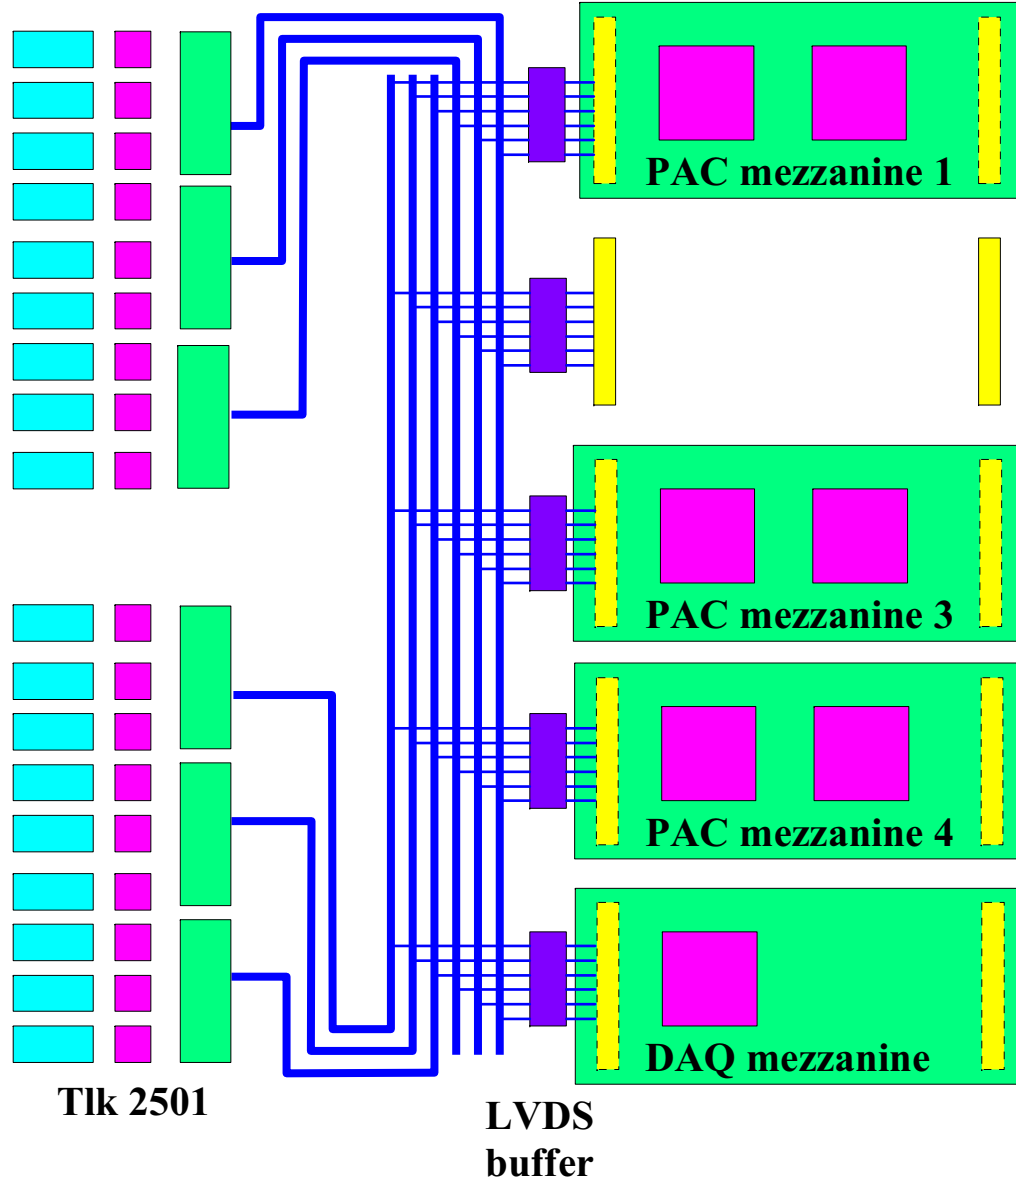 PAC mezzanine 1
PAC mezzanine 3
PAC mezzanine 4
DAQ mezzanine
Tlk 2501
LVDS
buffer